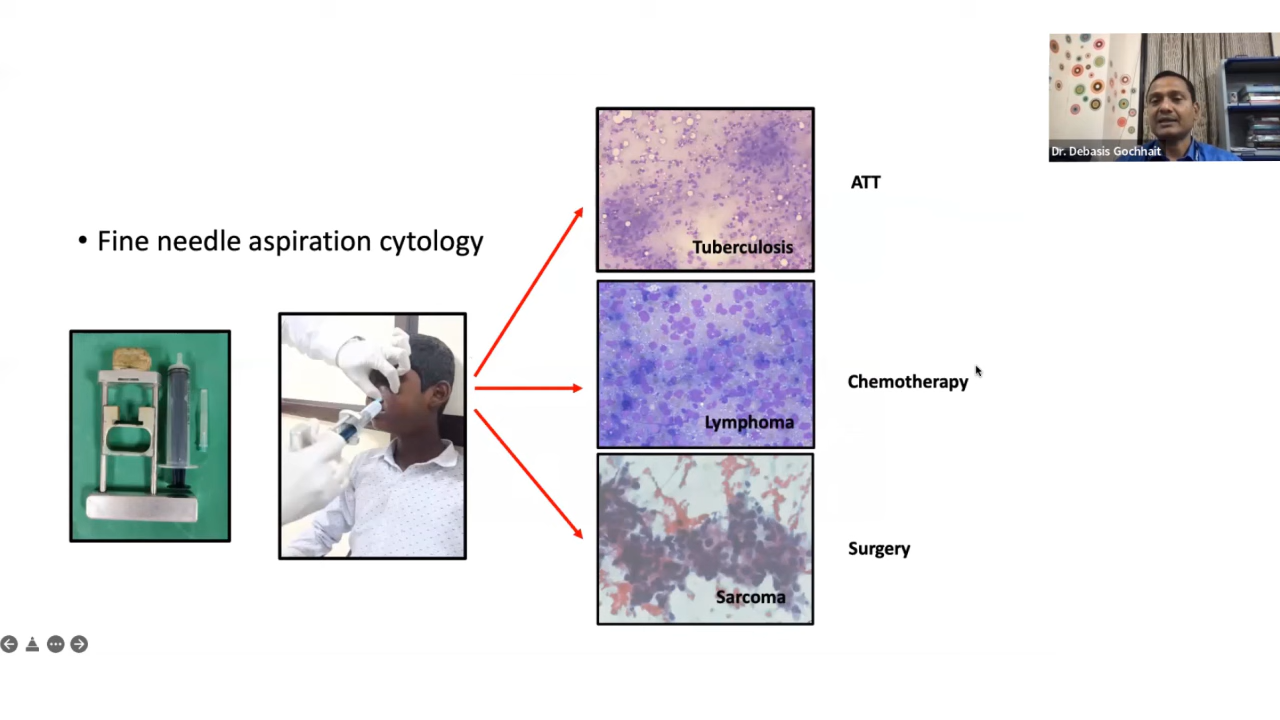 Dr. Debasis Gochhait
• Fine needle aspiration cytology
Tuberculosis
ATT
Lymphoma
Chemotherapy
Sarcoma
Surgery